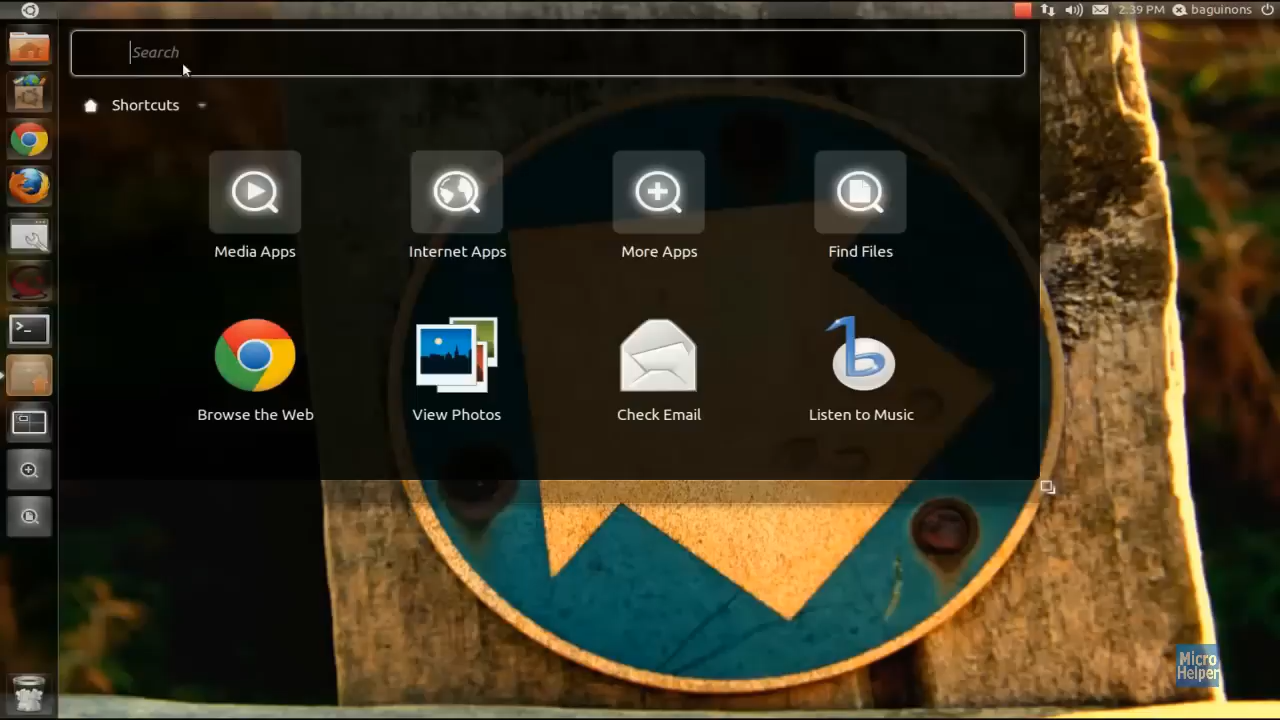 2:39 PM baguinons
Search
Shortcuts
Media Apps
Internet Apps
More Apps
Find Files
Browse the Web
View Photos
Check Email
Listen to Music
Micro
Helper